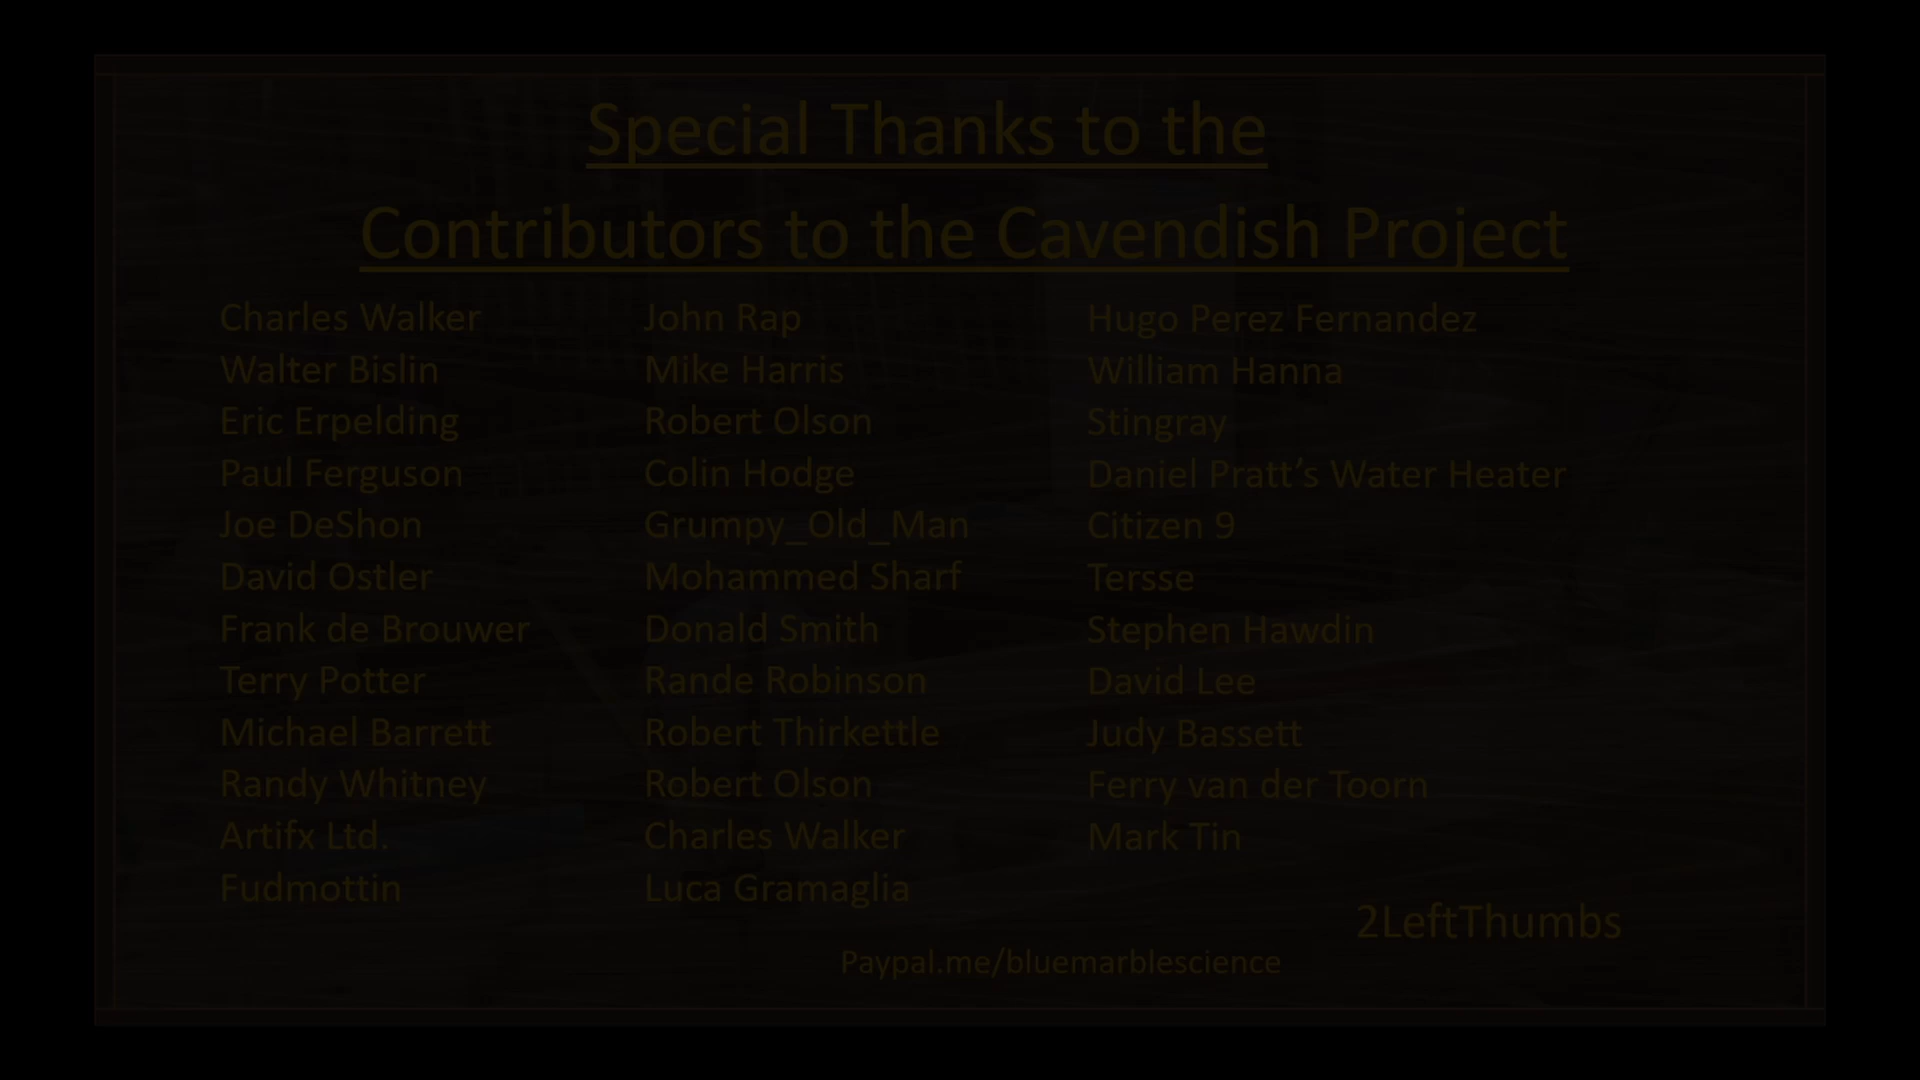 Special Thanks to the
Contributors to the Cavendish Project
Charles Walker
Walter Bislin
Eric Erpelding
Paul Ferguson
Joe DeShon
David Ostler
Frank de Brouwer
Terry Potter
Michael Barrett
Randy Whitney
Artifx Ltd.
Fudmottin
John Rap
Mike Harris
Robert Olson
Colin Hodge
Grumpy_Old_Man
Mohammed Sharf
Donald Smith
Rande Robinson
Robert Thirkettle
Robert Olson
Charles Walker
Luca Gramaglia
Hugo Perez Fernandez
William Hanna
Stingray
Daniel Pratt’s Water Heater
Citizen 9
Tersse
Stephen Hawdin
David Lee
Judy Bassett
Ferry van der Toorn
Mark Tin
2LeftThumbs
Paypal.me/bluemarblescience